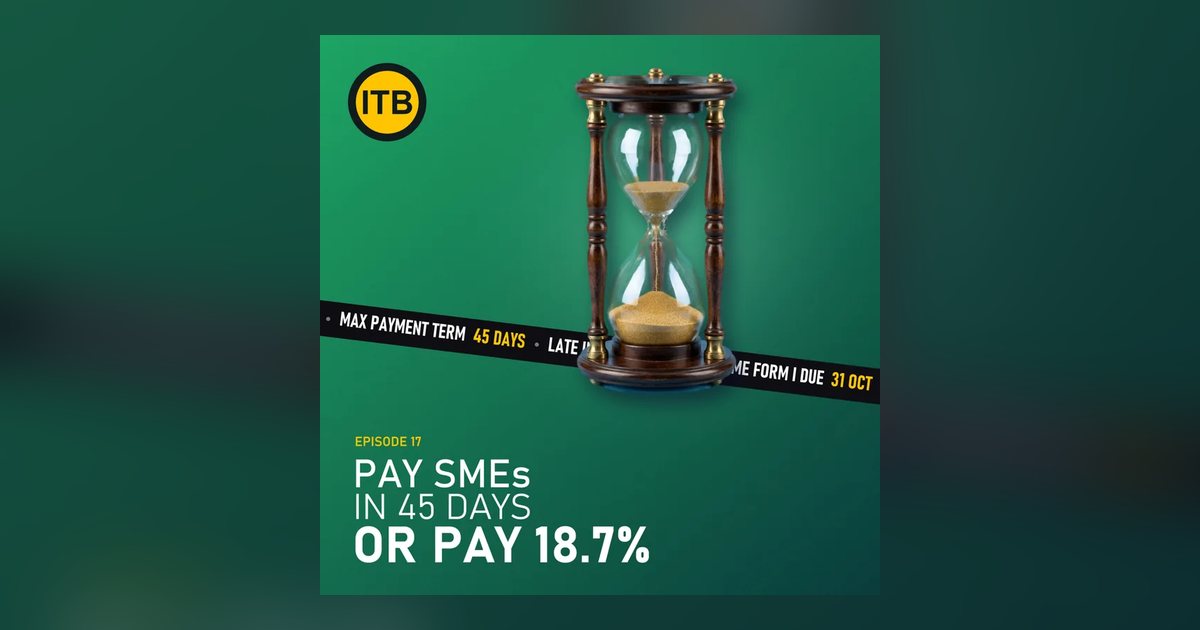 ITB
• MAX PAYMENT TERM 45 DAYS • LATE FORM I DUE 31 OCT
EPISODE 17
PAY SMEs
IN 45 DAYS
OR PAY 18.7%